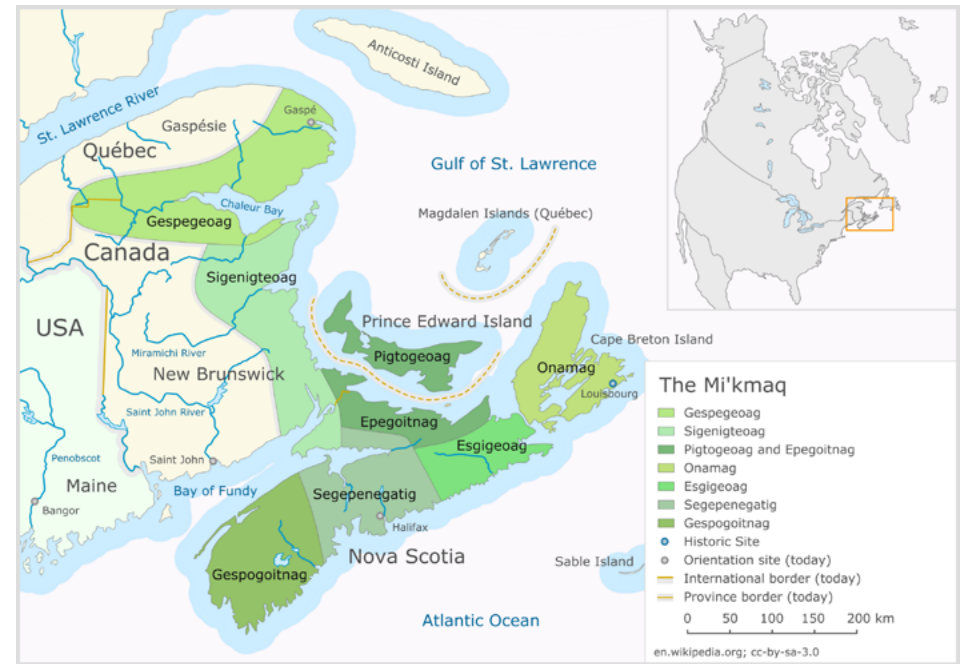 Anticosti Island
St. Lawrence River
Gaspé
Gaspésie
Québec
Gulf of St. Lawrence
Chaleur Bay
Magdalen Islands (Québec)
Gespegeoag
Canada
Sigenigteoag
USA
Prince Edward Island
Cape Breton Island
Miramichi River
Pigtogeoag
Onamag
New Brunswick
Louisbourg
Saint John River
Epegoitnag
Esgigeoag
Penobscot
Saint John
Maine
Bay of Fundy
Segepenegatig
Bangor
Halifax
Nova Scotia
Sable Island
Gespogoitnag
Atlantic Ocean
The Mi'kmaq
Gespegeoag
Sigenigteoag
Pigtogeoag and Epegoitnag
Onamag
Esgigeoag
Segepenegatig
Gespogoitnag
Historic Site
Orientation site (today)
International border (today)
Province border (today)
0 50 100 150 200 km
en.wikipedia.org; cc-by-sa-3.0